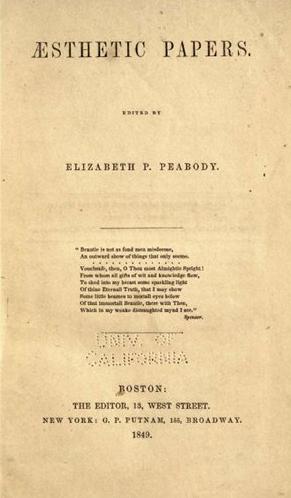 ÆSTHETIC PAPERS.
EDITED BY
ELIZABETH P. PEABODY.
"Beautie is not as fond men misdeeme,
An outward shew of things that only seeme.
. . . . . . . . . . . .
Vouchsafe, then, O Thou most Almightie Spright!
From whom all gifts of wit and knowledge flow,
To shed into my breast some sparkling light
Of thine Eternall Truth, that I may show
Some little beames to mortall eyes below
Of that immortall Beautie, there with Thee,
Which in my weake distraughted mynd I see."
Spenser.
UNIV. OF
CALIFORNIA
BOSTON:
THE EDITOR, 13, WEST STREET.
NEW YORK: G. P. PUTNAM, 155, BROADWAY.
1849.